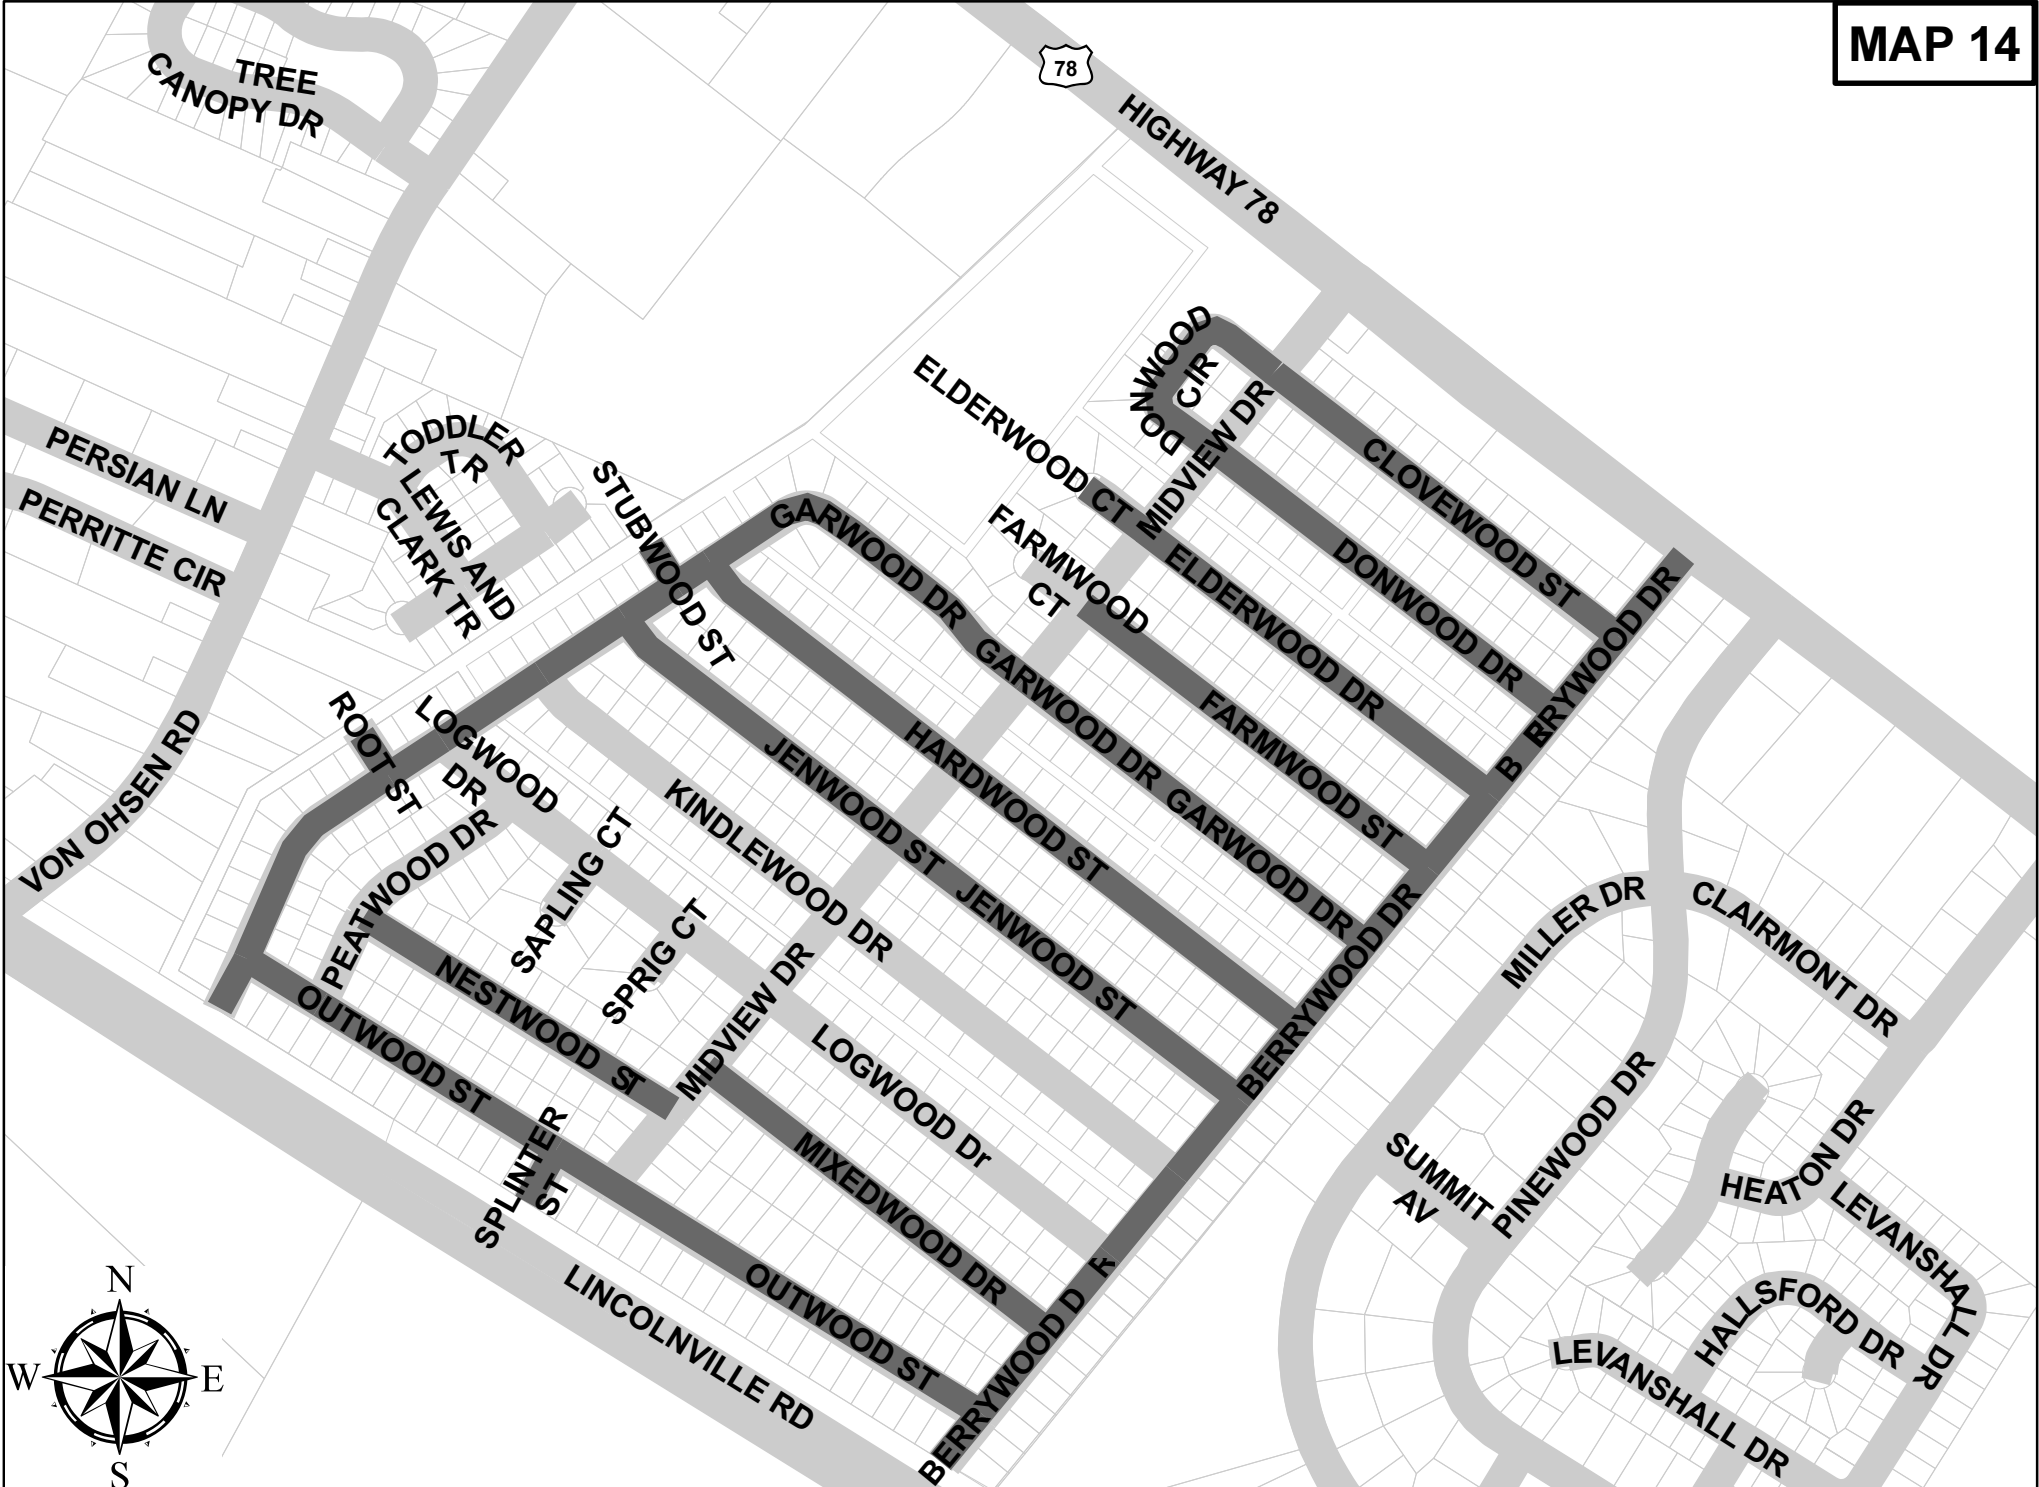 MAP 14
TREE
CANOPY DR
78
HIGHWAY 78
DONWOOD
CIR
ELDERWOOD CT
MIDVIEW DR
CLOVEWOOD ST
TODDLER
TR
LEWIS AND
CLARK TR
PERSIAN LN
PERRITTE CIR
STUBWOOD ST
GARWOOD DR
FARMWOOD
CT
ELDERWOOD DR
DONWOOD DR
BRRYWOOD DR
GARWOOD DR
FARMWOOD ST
ROOT ST
LOGWOOD
DR
VON OHSEN RD
JENWOOD ST
HARDWOOD ST
GARWOOD DR
KINDLEWOOD DR
PEATWOOD DR
SAPLING CT
SPRIG CT
JENWOOD ST
BERRYWOOD DR
MILLER DR
CLAIRMONT DR
NESTWOOD ST
OUTWOOD ST
MIDVIEW DR
LOGWOOD Dr
PINEWOOD DR
SPLINTER
ST
MIXEDWOOD DR
SUMMIT
AV
HEATON DR
LEVANSHALL DR
LINCOLNVILLE RD
OUTWOOD ST
BERRYWOOD DR
HALLSFORD DR
LEVANSHALL DR
N
W
E
S